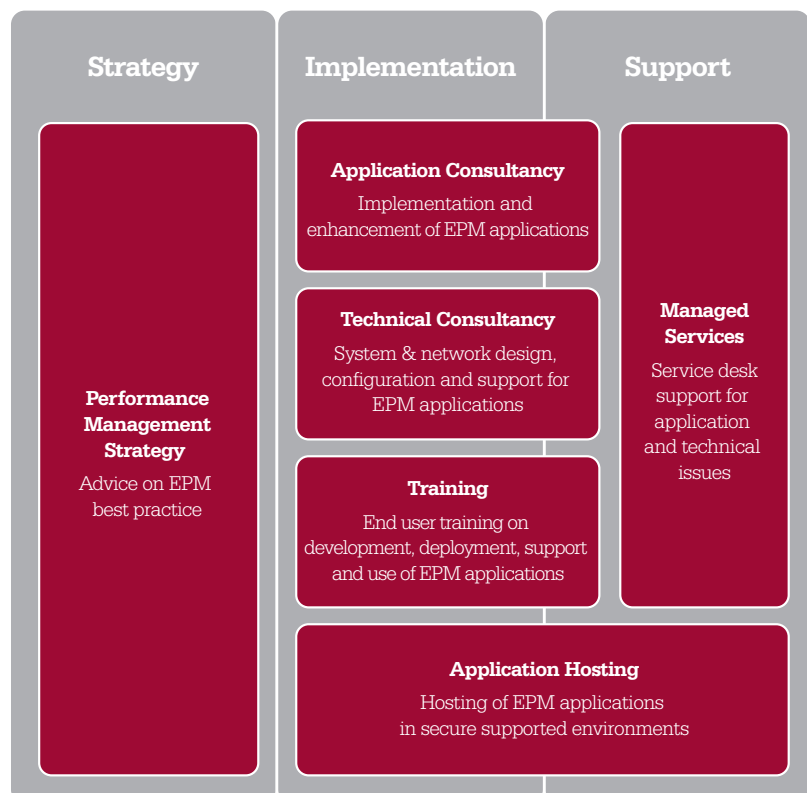 Strategy
Implementation
Support
Performance
Management
Strategy
Advice on EPM
best practice
Application Consultancy
Implementation and
enhancement of EPM applications
Technical Consultancy
System & network design,
configuration and support for
EPM applications
Training
End user training on
development, deployment, support
and use of EPM applications
Managed
Services
Service desk
support for
application
and technical
issues
Application Hosting
Hosting of EPM applications
in secure supported environments